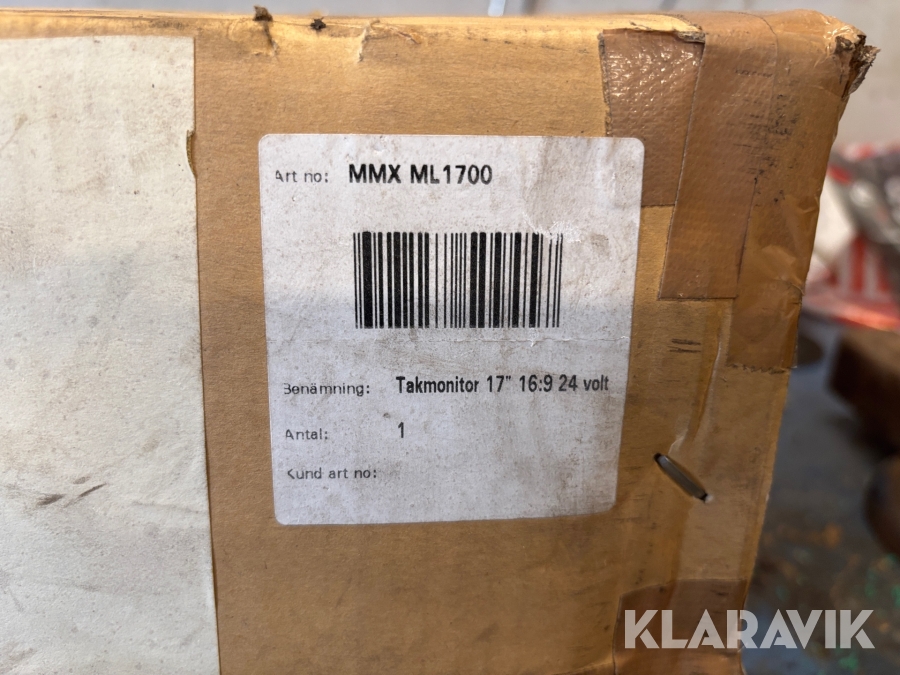 Art no: MMX ML1700
Benämning: Takmonitor 17" 16:9 24 volt
Antal: 1
Kund art no:
KLARAVIK